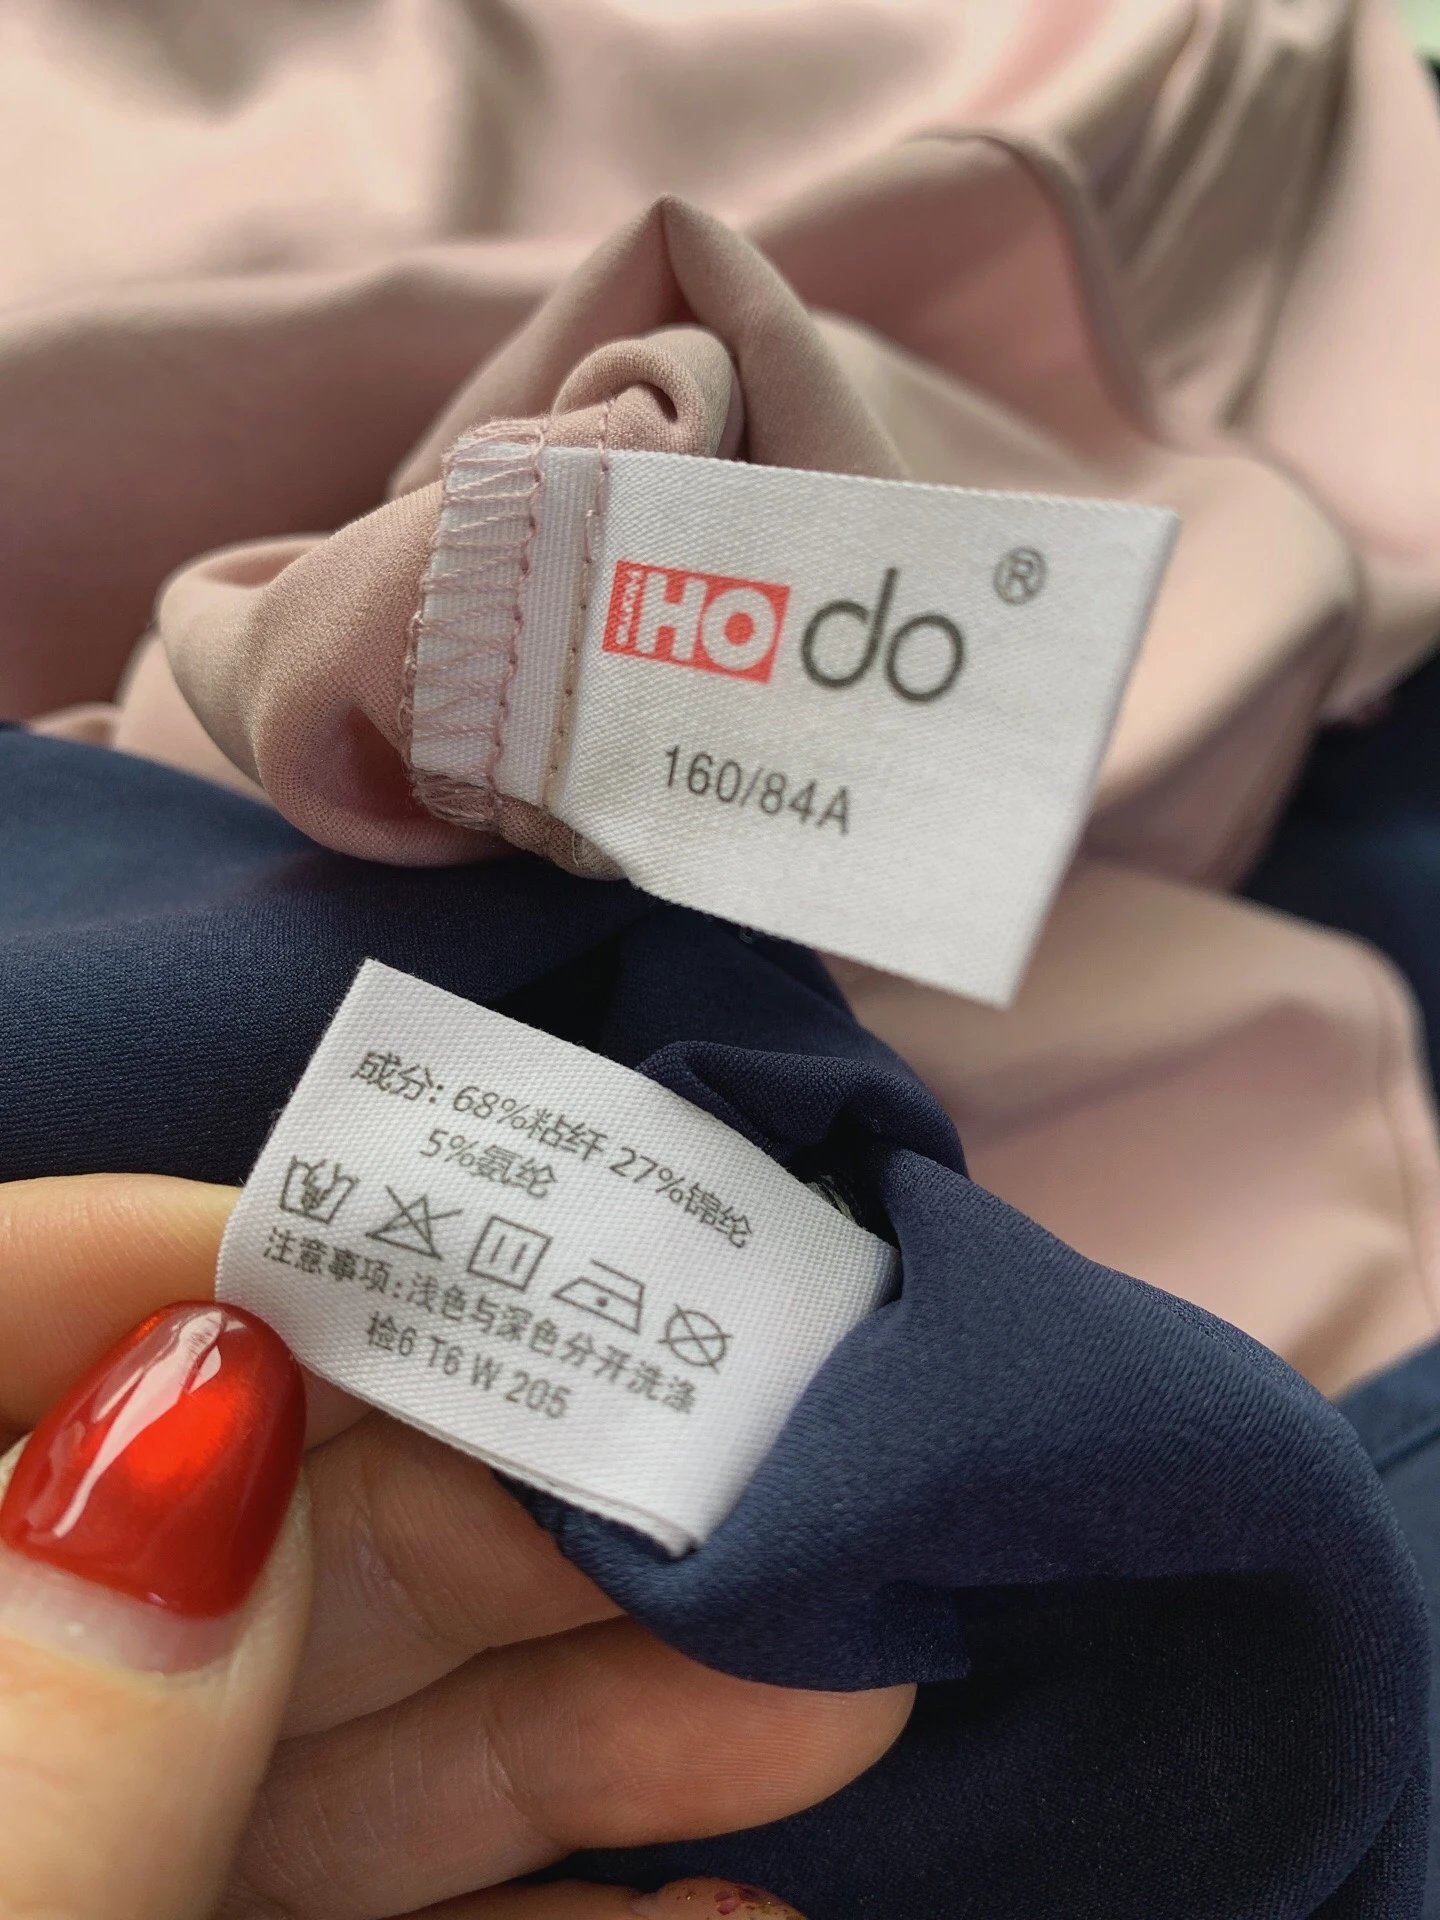 HOdo®
160/84A
成分: 68%粘纤 27%锦纶
5%氨纶
注意事项:浅色与深色分开洗涤
检6 T6 W 205